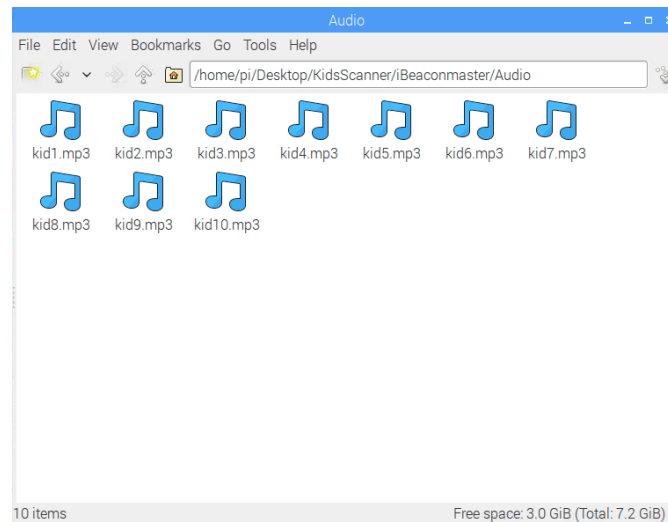 Audio
File Edit View Bookmarks Go Tools Help
/home/pi/Desktop/KidsScanner/iBeaconmaster/Audio
kid1.mp3 kid2.mp3 kid3.mp3 kid4.mp3 kid5.mp3 kid6.mp3 kid7.mp3
kid8.mp3 kid9.mp3 kid10.mp3
10 items Free space: 3.0 GiB (Total: 7.2 GiB)